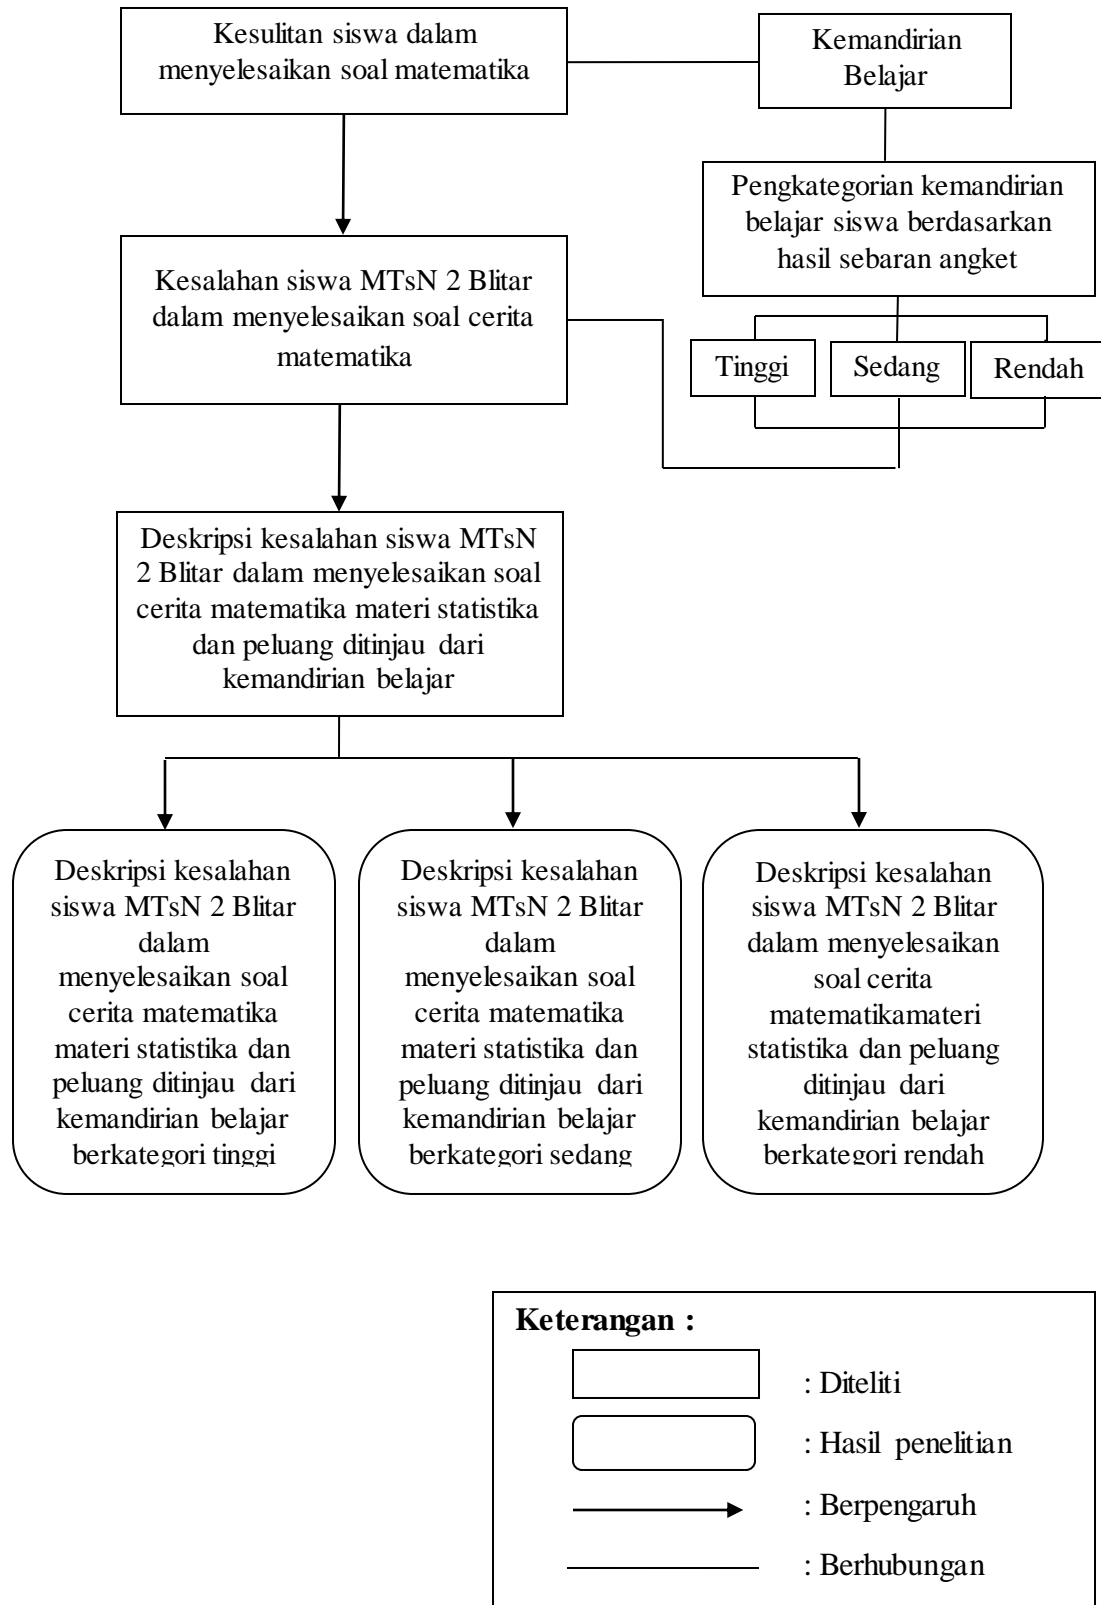 Kesulitan siswa dalam
menyelesaikan soal matematika
Kemandirian
Belajar
Pengkategorian kemandirian
belajar siswa berdasarkan
hasil sebaran angket
Kesalahan siswa MTsN 2 Blitar
dalam menyelesaikan soal cerita
matematika
Tinggi
Sedang
Rendah
Deskripsi kesalahan siswa MTsN
2 Blitar dalam menyelesaikan soal
cerita matematika materi statistika
dan peluang ditinjau dari
kemandirian belajar
Deskripsi kesalahan
siswa MTsN 2 Blitar
dalam
menyelesaikan soal
cerita matematika
materi statistika dan
peluang ditinjau dari
kemandirian belajar
berkategori tinggi
Deskripsi kesalahan
siswa MTsN 2 Blitar
dalam
menyelesaikan soal
cerita matematika
materi statistika dan
peluang ditinjau dari
kemandirian belajar
berkategori sedang
Deskripsi kesalahan
siswa MTsN 2 Blitar
dalam menyelesaikan
soal cerita
matematikamateri
statistika dan peluang
ditinjau dari
kemandirian belajar
berkategori rendah
Keterangan :
: Diteliti
: Hasil penelitian
: Berpengaruh
: Berhubungan